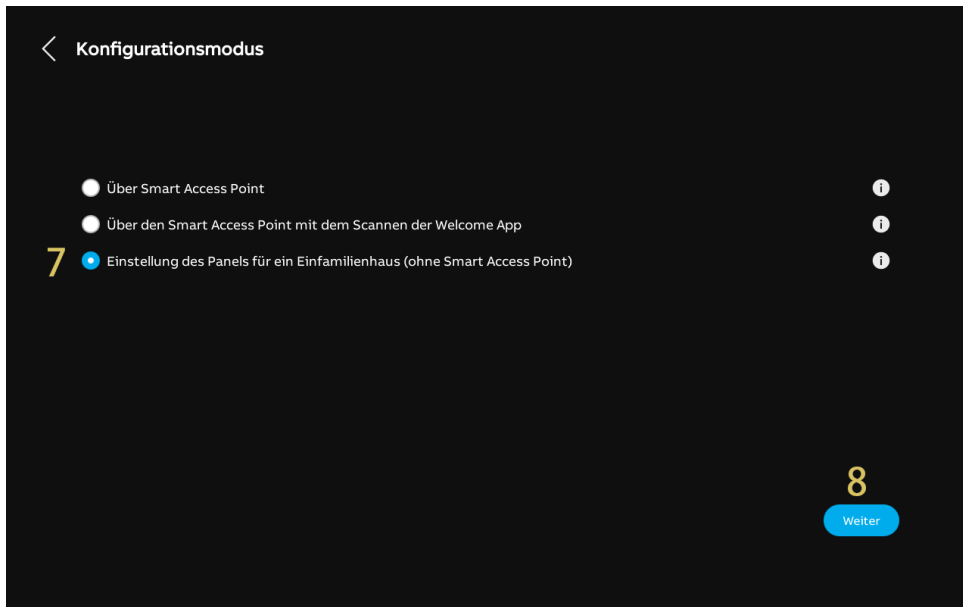 Konfigurationsmodus
Über Smart Access Point
Über den Smart Access Point mit dem Scannen der Welcome App
7 Einstellung des Panels für ein Einfamilienhaus (ohne Smart Access Point)
8
Weiter